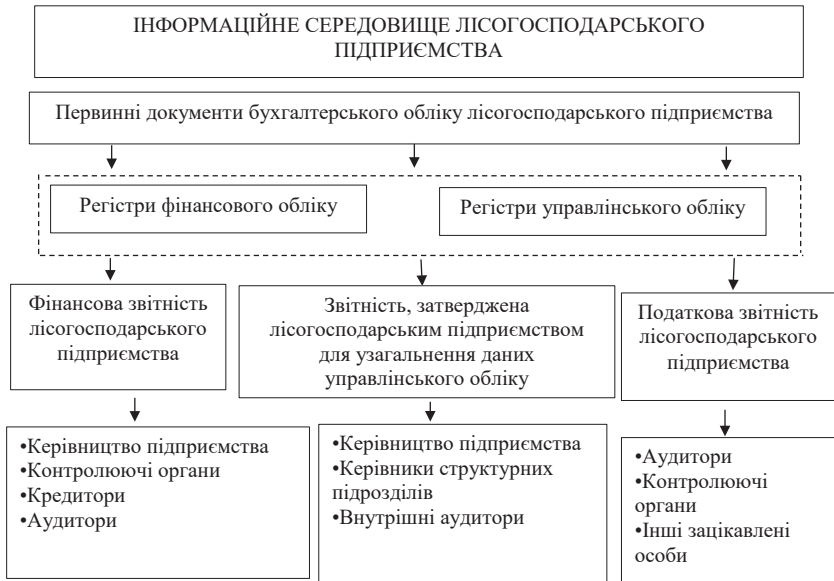 ІНФОРМАЦІЙНЕ СЕРЕДОВИЩЕ ЛІСОГОСПОДАРСЬКОГО
ПІДПРИЄМСТВА
Первинні документи бухгалтерського обліку лісогосподарського підприємства
Регістри фінансового обліку
Регістри управлінського обліку
Фінансова звітність
лісогосподарського
підприємства
Звітність, затверджена
лісогосподарським підприємством
для узагальнення даних
управлінського обліку
Податкова звітність
лісогосподарського
підприємства
•Керівництво підприємства
•Контролюючі органи
•Кредитори
•Аудитори
•Керівництво підприємства
•Керівники структурних
підрозділів
•Внутрішні аудитори
•Аудитори
•Контролюючі
органи
•Інші зацікавлені
особи